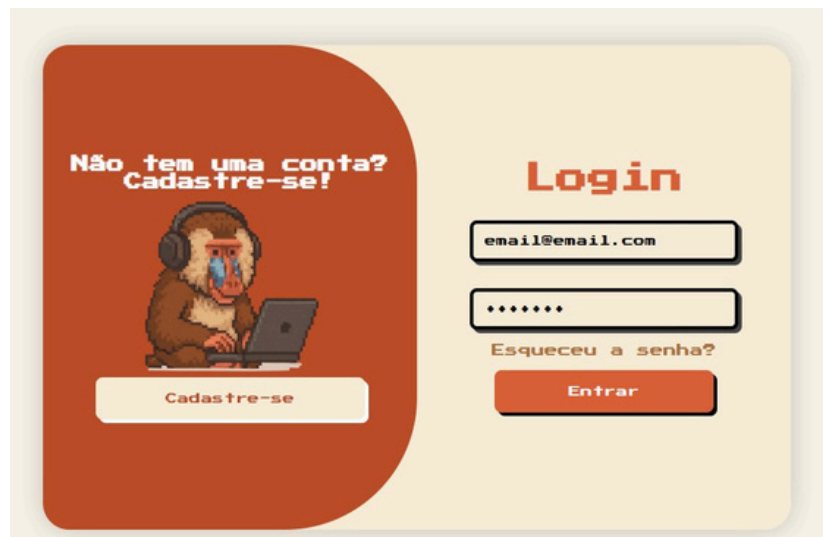 Não tem uma conta?
Cadastre-se!
Cadastre-se
Login
email@email.com
•••••••
Esqueceu a senha?
Entrar